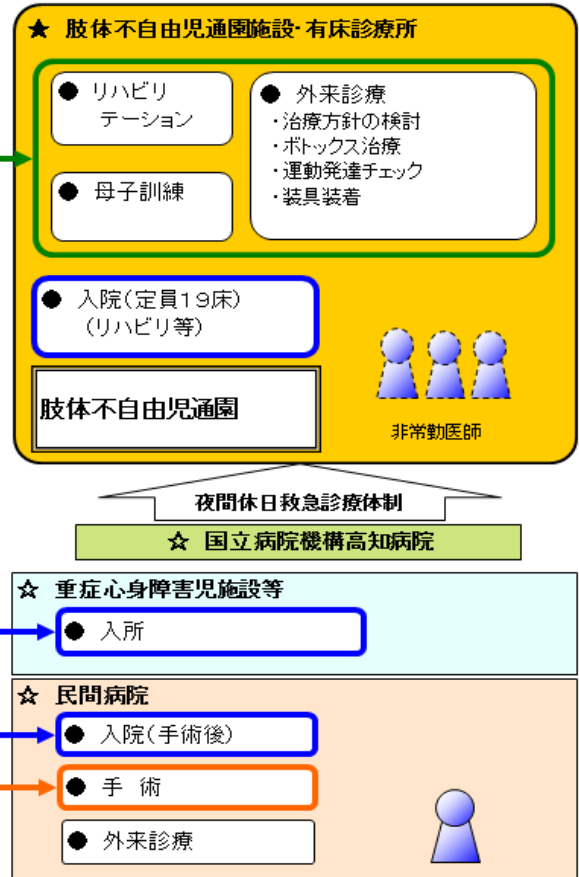 ★ 肢体不自由児通園施設・有床診療所
● リハビリ
テーション
● 母子訓練
● 外来診療
・治療方針の検討
・ボトックス治療
・運動発達チェック
・装具装着
● 入院(定員19床)
(リハビリ等)
肢体不自由児通園
非常勤医師
夜間休日救急診療体制
☆ 国立病院機構高知病院
☆ 重症心身障害児施設等
● 入所
☆ 民間病院
● 入院(手術後)
● 手 術
● 外来診療